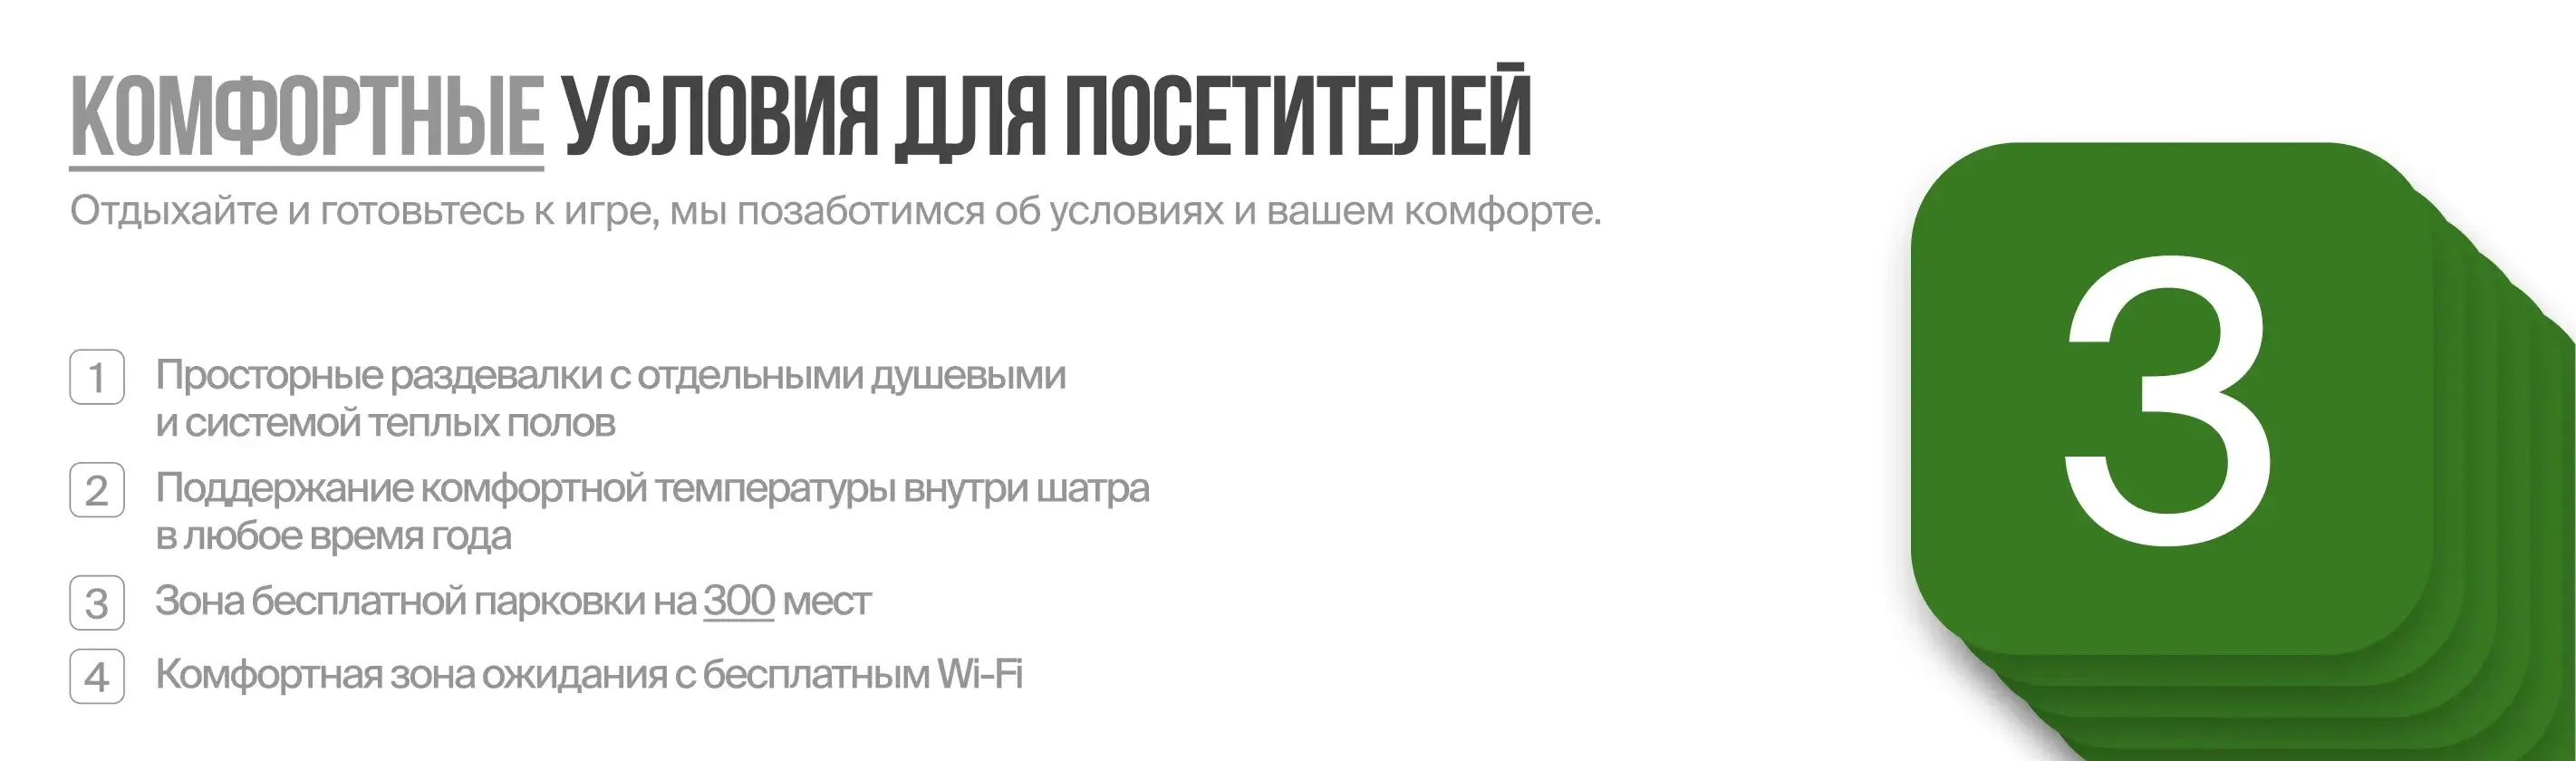 КОМФОРТНЫЕ УСЛОВИЯ ДЛЯ ПОСЕТИТЕЛЕЙ
Отдыхайте и готовьтесь к игре, мы позаботимся об условиях и вашем комфорте.
1 Просторные раздевалки с отдельными душевыми
и системой теплых полов
2 Поддержание комфортной температуры внутри шатра
в любое время года
3 Зона бесплатной парковки на 300 мест
4 Комфортная зона ожидания с бесплатным Wi-Fi
3